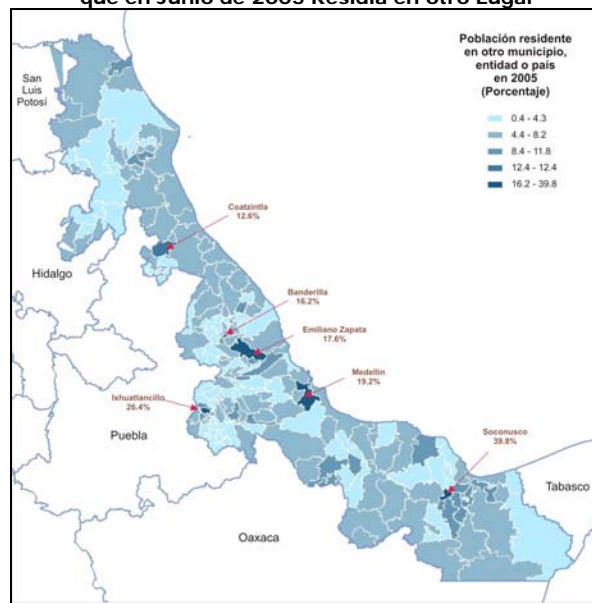 que en Junio de 2005 Residía en otro Lugar
Población residente
en otro municipio,
entidad o país
en 2005
(Porcentaje)
0.4 - 4.3
4.4 - 8.2
8.4 - 11.8
12.4 - 12.4
16.2 - 39.8
San
Luis
Potosí
Coatzintla
12.6%
Hidalgo
Banderilla
16.2%
Emiliano Zapata
17.6%
Medellín
19.2%
Ixhuatlancillo
26.4%
Puebla
Soconusco
39.8%
Tabasco
Oaxaca